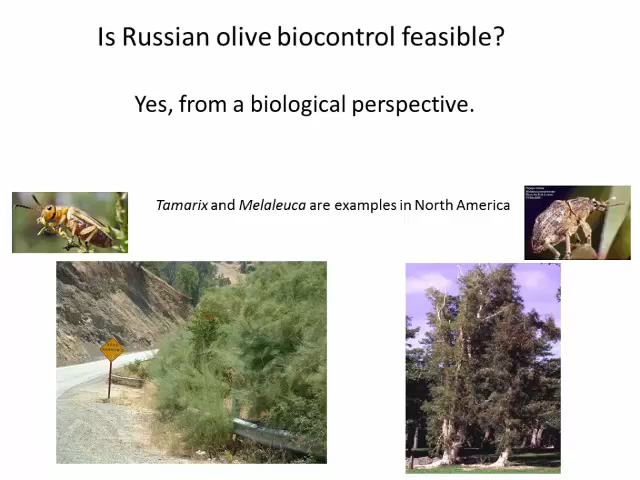 Is Russian olive biocontrol feasible?
Yes, from a biological perspective.
Tamarix and Melaleuca are examples in North America